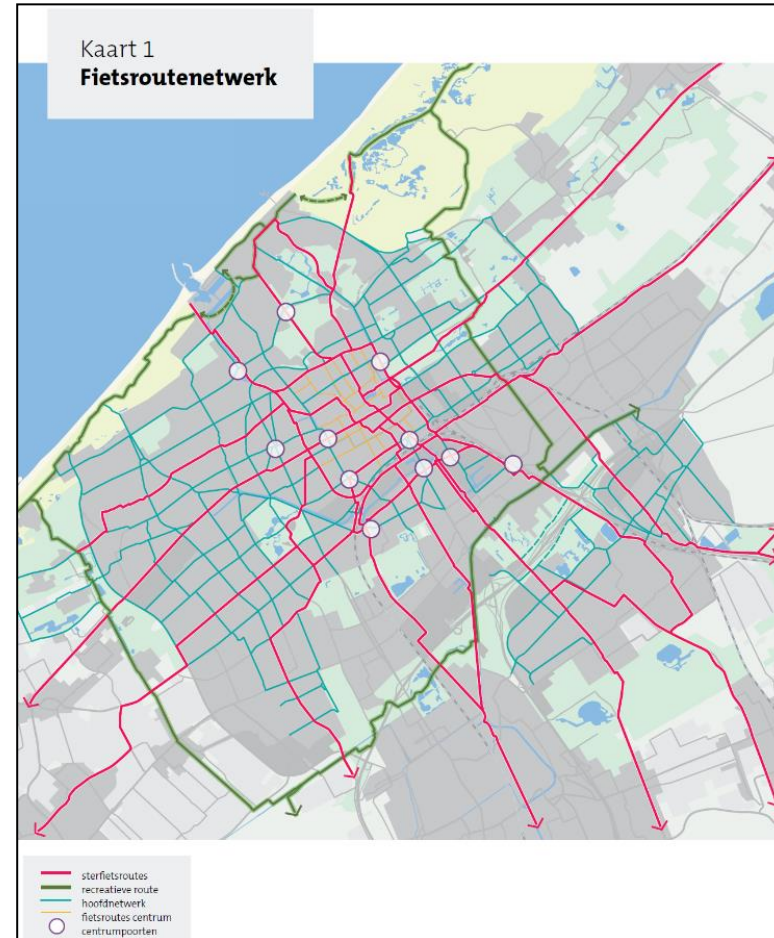 Kaart 1
Fietsroutenetwerk
sterfietsroutes
recreatieve route
hoofdnetwerk
fietsroutes centrum
centrumpoorten